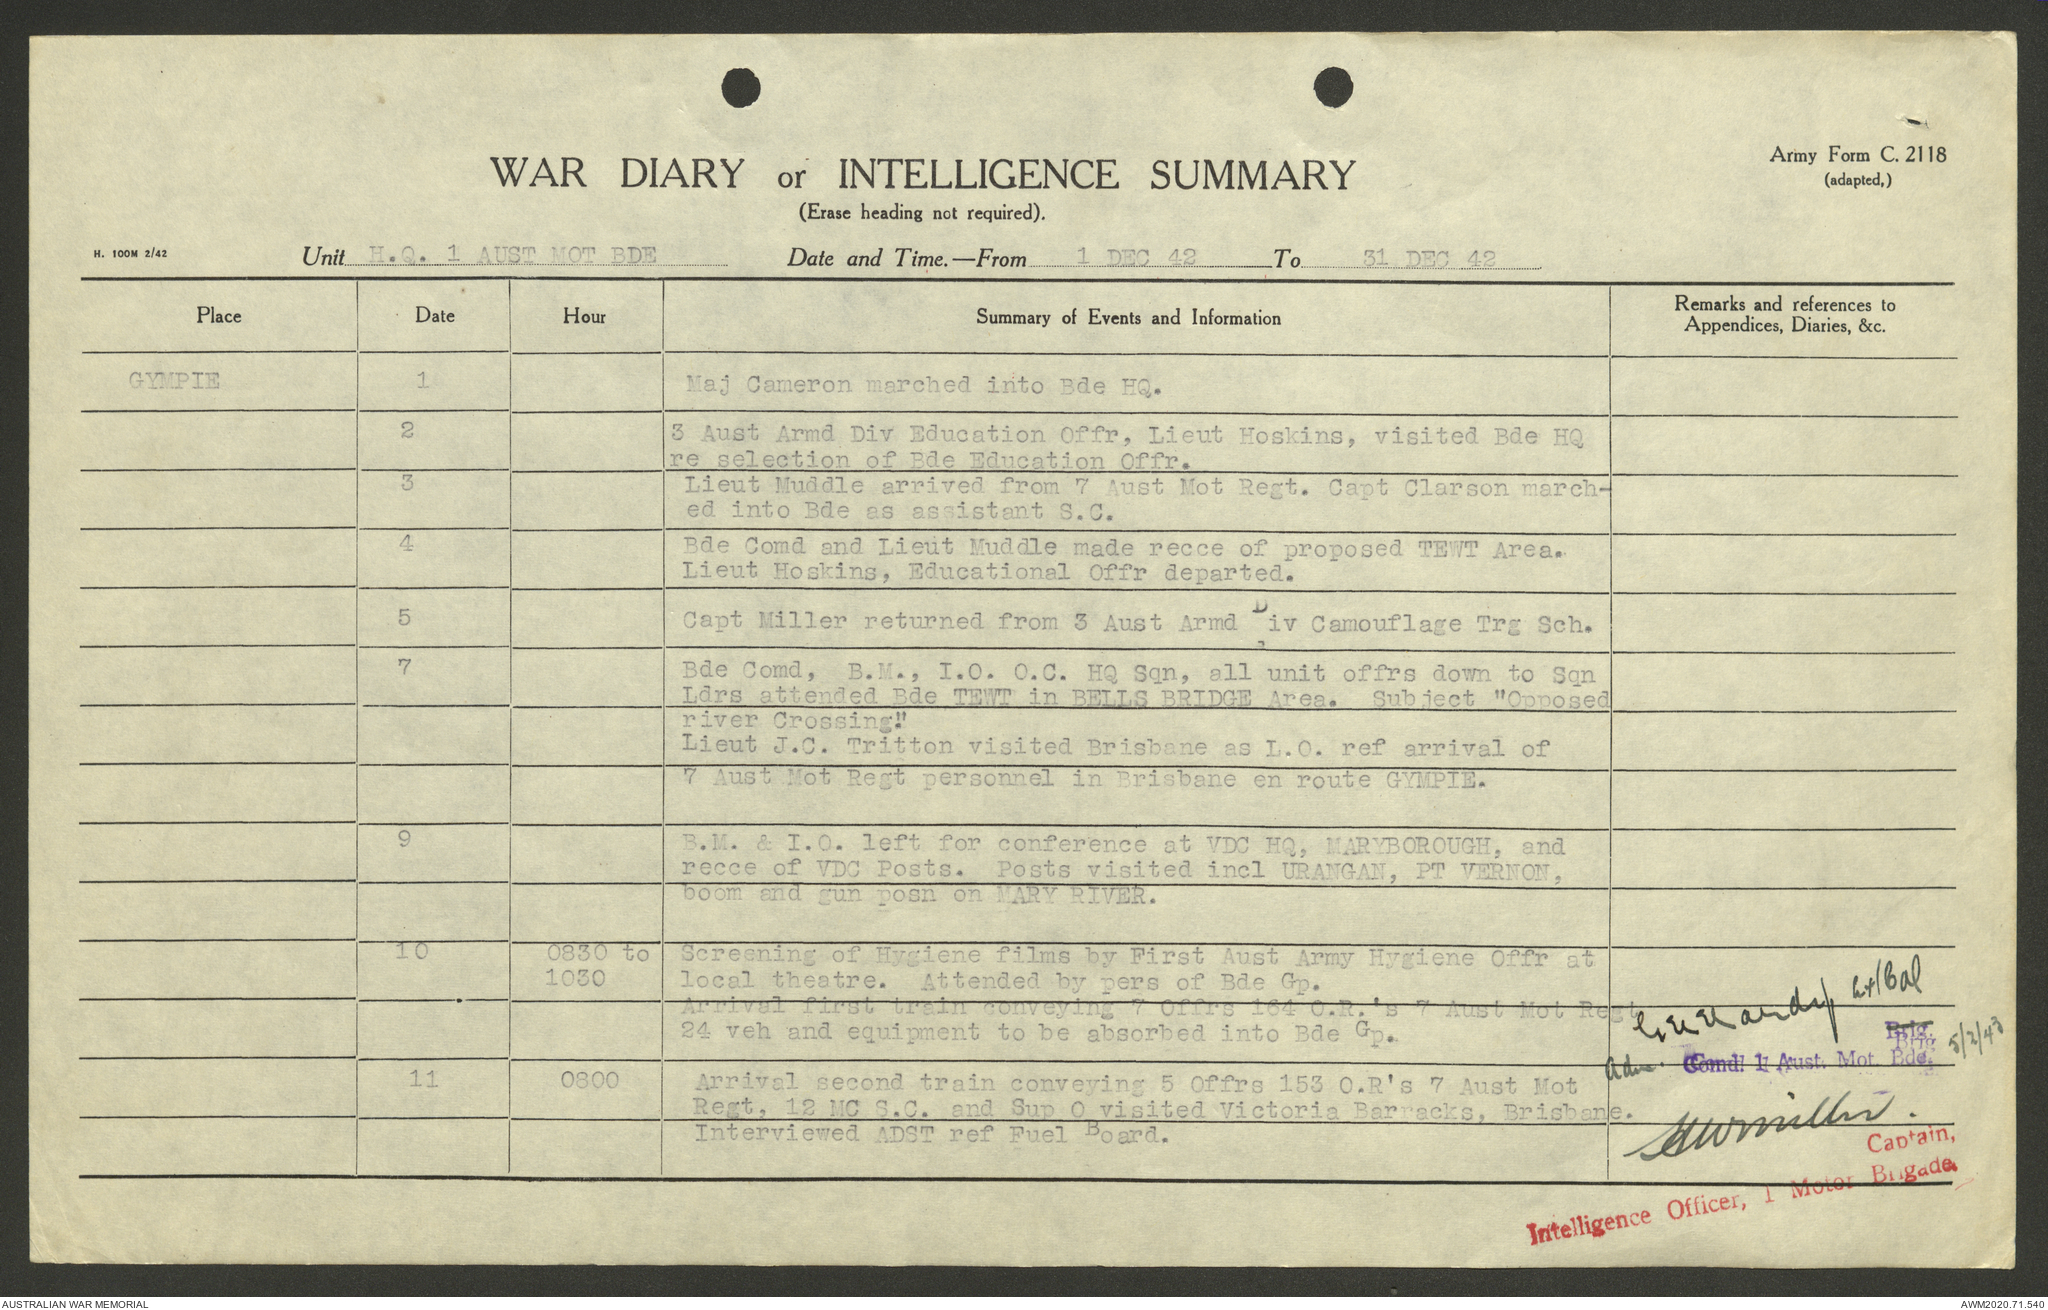 WAR DIARY or INTELLIGENCE SUMMARY
(Erase heading not required).
Army Form C. 2118
(adapted,)
H. 100M 2/42
Unit H.Q. 1 AUST MOT BDE Date and Time.—From 1 DEC 42 To 31 DEC 42
Place Date Hour Summary of Events and Information Remarks and references to
Appendices, Diaries, &c.
GYMPIE 1 Maj Cameron marched into Bde HQ.
2 3 Aust Armd Div Education Offr, Lieut Hoskins, visited Bde HQ
re selection of Bde Education Offr.
3 Lieut Muddle arrived from 7 Aust Mot Regt. Capt Clarson march-
ed into Bde as assistant S.C.
4 Bde Comd and Lieut Muddle made recce of proposed TEWT Area.
Lieut Hoskins, Educational Offr departed.
5 Capt Miller returned from 3 Aust Armd Div Camouflage Trg Sch.
7 Bde Comd, B.M., I.O. O.C. HQ Sqn, all unit offrs down to Sqn
Ldrs attended Bde TEWT in BELLS BRIDGE Area. Subject "Opposed
river Crossing!"
Lieut J.C. Tritton visited Brisbane as L.O. ref arrival of
7 Aust Mot Regt personnel in Brisbane en route GYMPIE.
9 B.M. & I.O. left for conference at VDC HQ, MARYBOROUGH, and
recce of VDC Posts. Posts visited incl URANGAN, PT VERNON,
boom and gun posn on MARY RIVER.
10 0830 to Screening of Hygiene films by First Aust Army Hygiene Offr at
1030 local theatre. Attended by pers of Bde Gp.
Arrival first train conveying 7 Offrs 164 O.R.'s 7 Aust Mot Regt
24 veh and equipment to be absorbed into Bde Gp.
Lt/Col
Brig.
Brig
5/2/43
Adm. Comd 1 Aust. Mot. Bde.
11 0800 Arrival second train conveying 5 Offrs 153 O.R's 7 Aust Mot
Regt, 12 MC S.C. and Sup O visited Victoria Barracks, Brisbane.
Interviewed ADST ref Fuel Board.
Miller.
Captain,
Intelligence Officer, 1 Motor Brigade
AUSTRALIAN WAR MEMORIAL
AWM2020.71.540